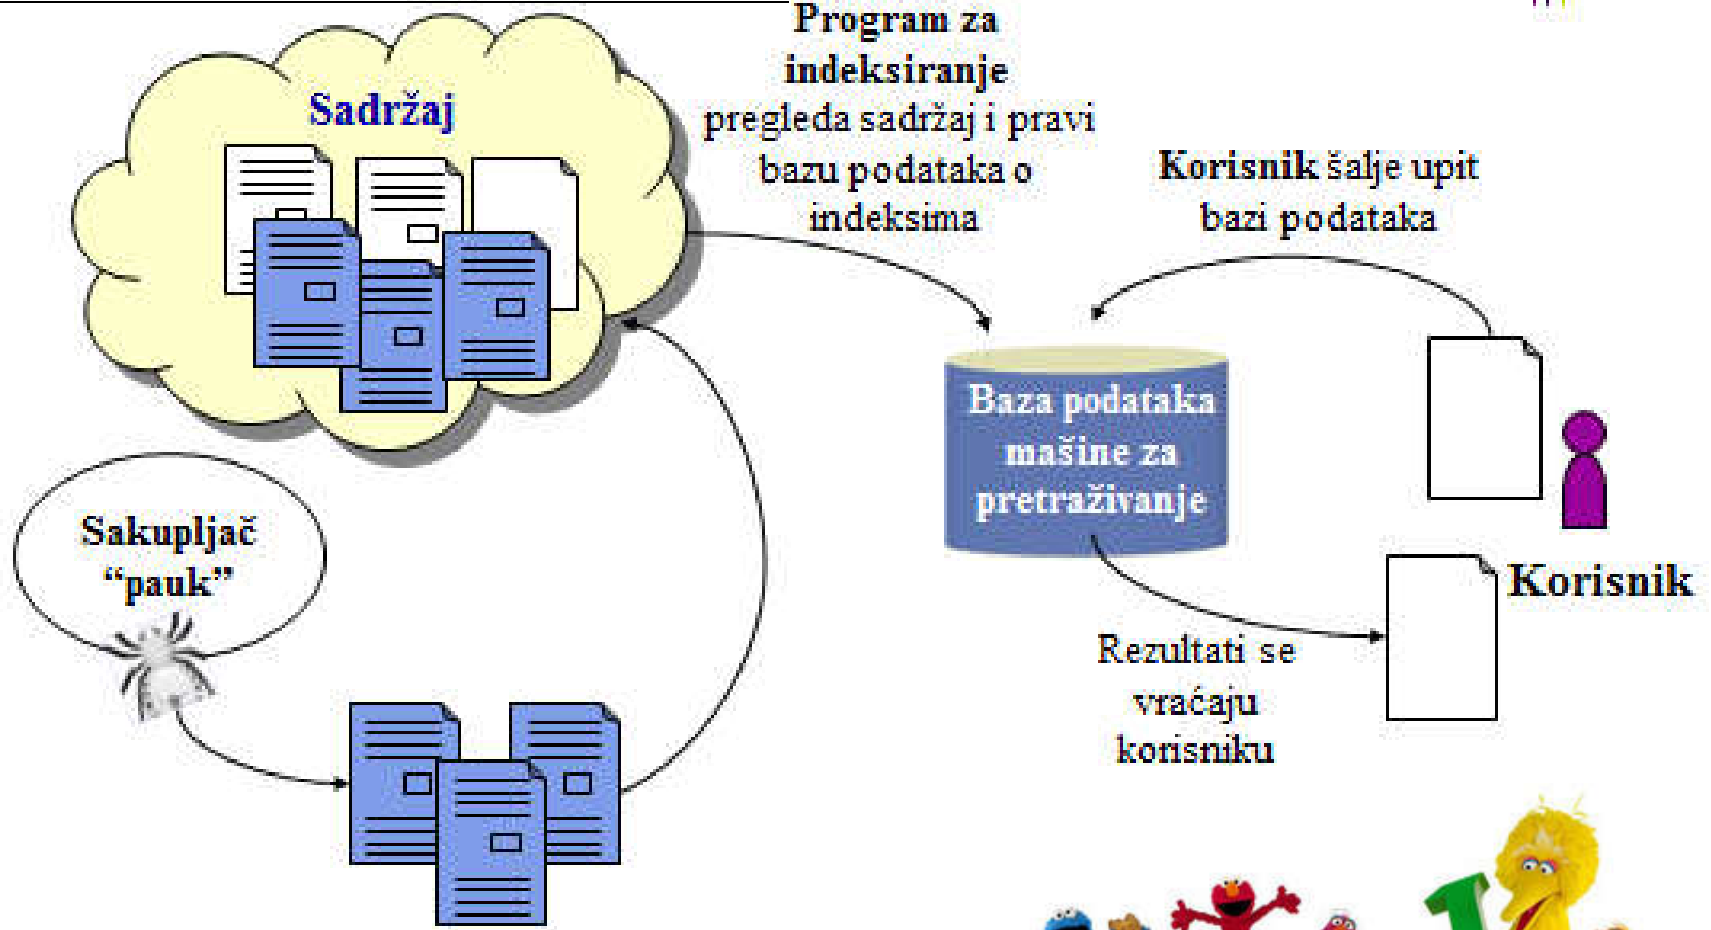 Program za
indeksiranje
pregleda sadržaj i pravi
bazu podataka o
indeksima
Sadržaj
Korisnik šalje upit
bazi podataka
Baza podataka
mašine za
pretraživanje
Sakupljač
“pauk”
Korisnik
Rezultati se
vraćaju
korisniku